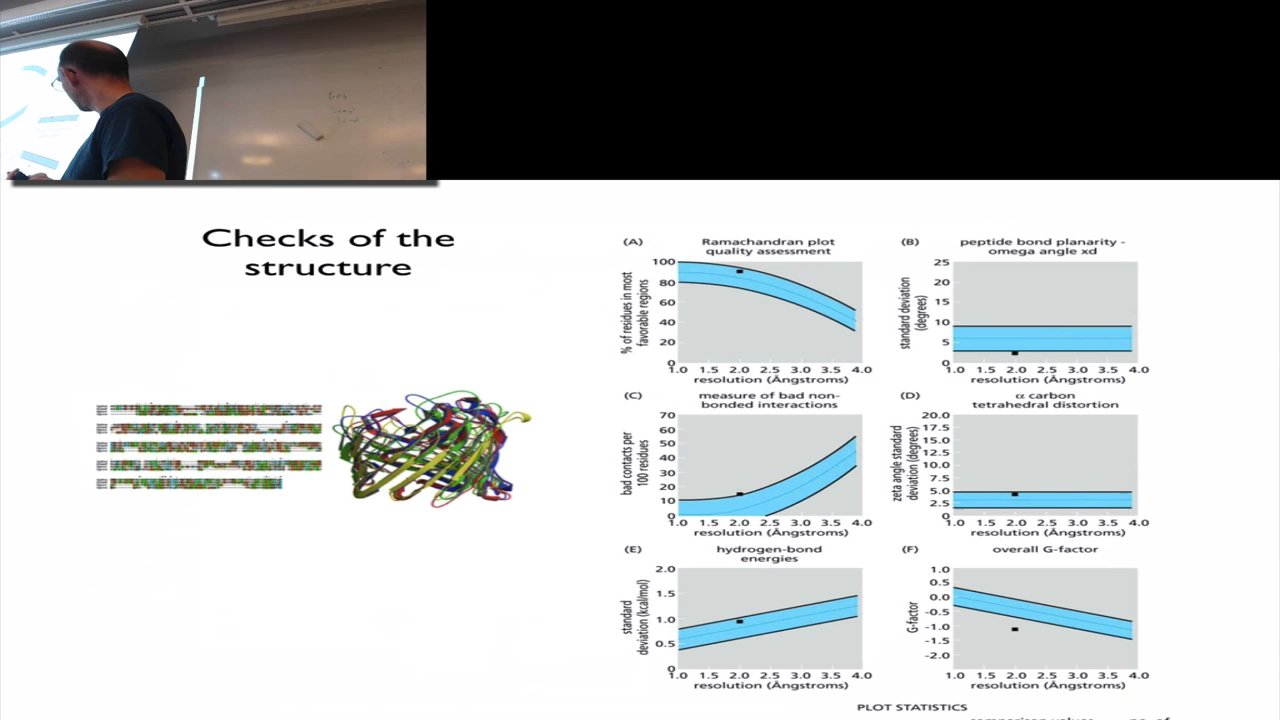 Checks of the
structure
(A)
Ramachandran plot
quality assessment
% of residues in most
favorable regions
100
80
60
40
20
0
1.0 1.5 2.0 2.5 3.0 3.5 4.0
resolution (Ångstroms)
(B)
peptide bond planarity -
omega angle xd
standard deviation
(degrees)
25
20
15
10
5
0
1.0 1.5 2.0 2.5 3.0 3.5 4.0
resolution (Ångstroms)
(C)
measure of bad non-
bonded interactions
bad contacts per
100 residues
70
60
50
40
30
20
10
0
1.0 1.5 2.0 2.5 3.0 3.5 4.0
resolution (Ångstroms)
(D)
α carbon
tetrahedral distortion
zeta angle standard
deviation (degrees)
20.0
17.5
15.0
12.5
10.0
7.5
5.0
2.5
0
1.0 1.5 2.0 2.5 3.0 3.5 4.0
resolution (Ångstroms)
(E)
hydrogen-bond
energies
standard
deviation (kcal/mol)
2.0
1.5
1.0
0.5
0
1.0 1.5 2.0 2.5 3.0 3.5 4.0
resolution (Ångstroms)
(F)
overall G-factor
G-factor
1.0
0.5
0.0
-0.5
-1.0
-1.5
-2.0
1.0 1.5 2.0 2.5 3.0 3.5 4.0
resolution (Ångstroms)
PLOT STATISTICS
comparison values no. of